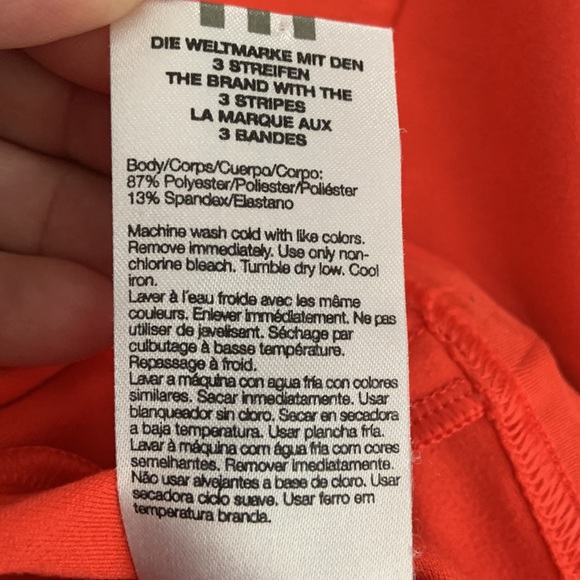 DIE WELTMARKE MIT DEN
3 STREIFEN
THE BRAND WITH THE
3 STRIPES
LA MARQUE AUX
3 BANDES
Body/Corps/Cuerpo/Corpo:
87% Polyester/Poliester/Poliéster
13% Spandex/Elastano
Machine wash cold with like colors.
Remove immediately. Use only non-
chlorine bleach. Tumble dry low. Cool
iron.
Laver à l'eau froide avec les même
couleurs. Enlever immédiatement. Ne pas
utiliser de javelisant. Séchage par
culbutage à basse température.
Repassage à froid.
Lavar a máquina con agua fría con colores
similares. Sacar inmediatamente. Usar
blanqueador sin cloro. Secar en secadora
a baja temperatura. Usar plancha fría.
Lavar à máquina com água fria com cores
semelhantes. Remover imediatamente.
Não usar alvejantes a base de cloro. Usar
secadora ciclo suave. Usar ferro em
temperatura branda.